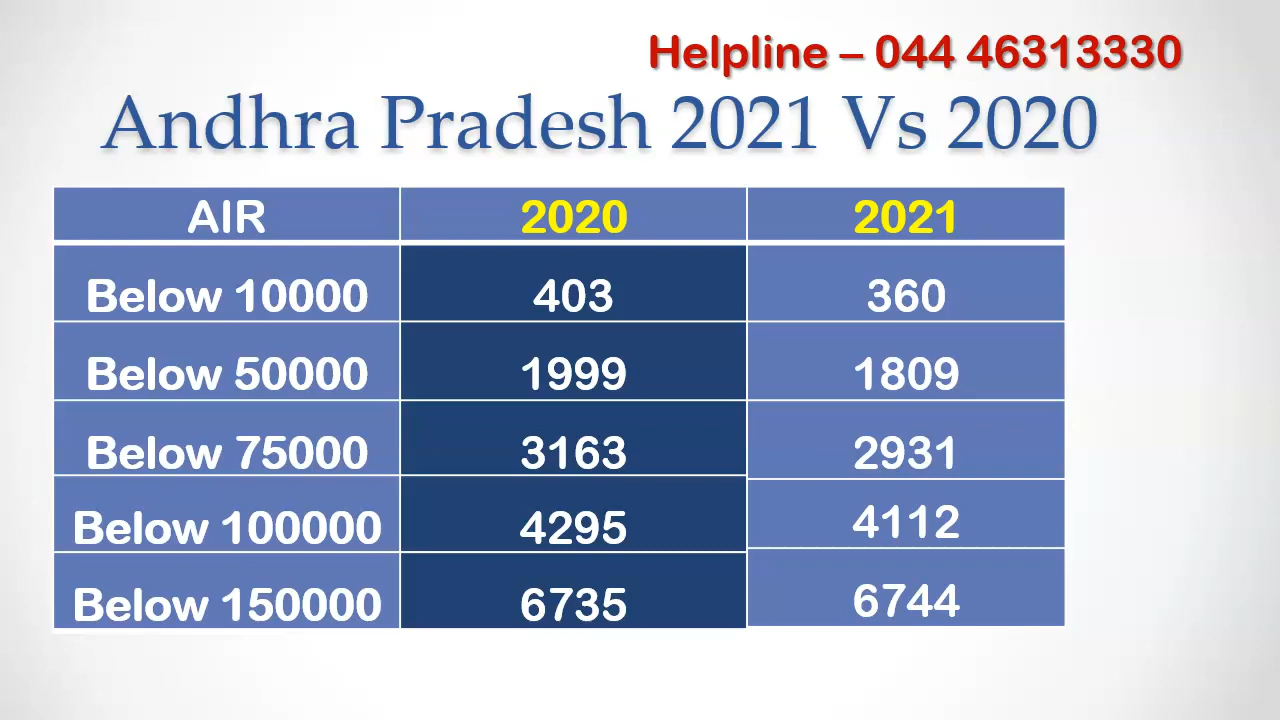 Helpline – 044 46313330
Andhra Pradesh 2021 Vs 2020
AIR 2020 2021
Below 10000 403 360
Below 50000 1999 1809
Below 75000 3163 2931
Below 100000 4295 4112
Below 150000 6735 6744